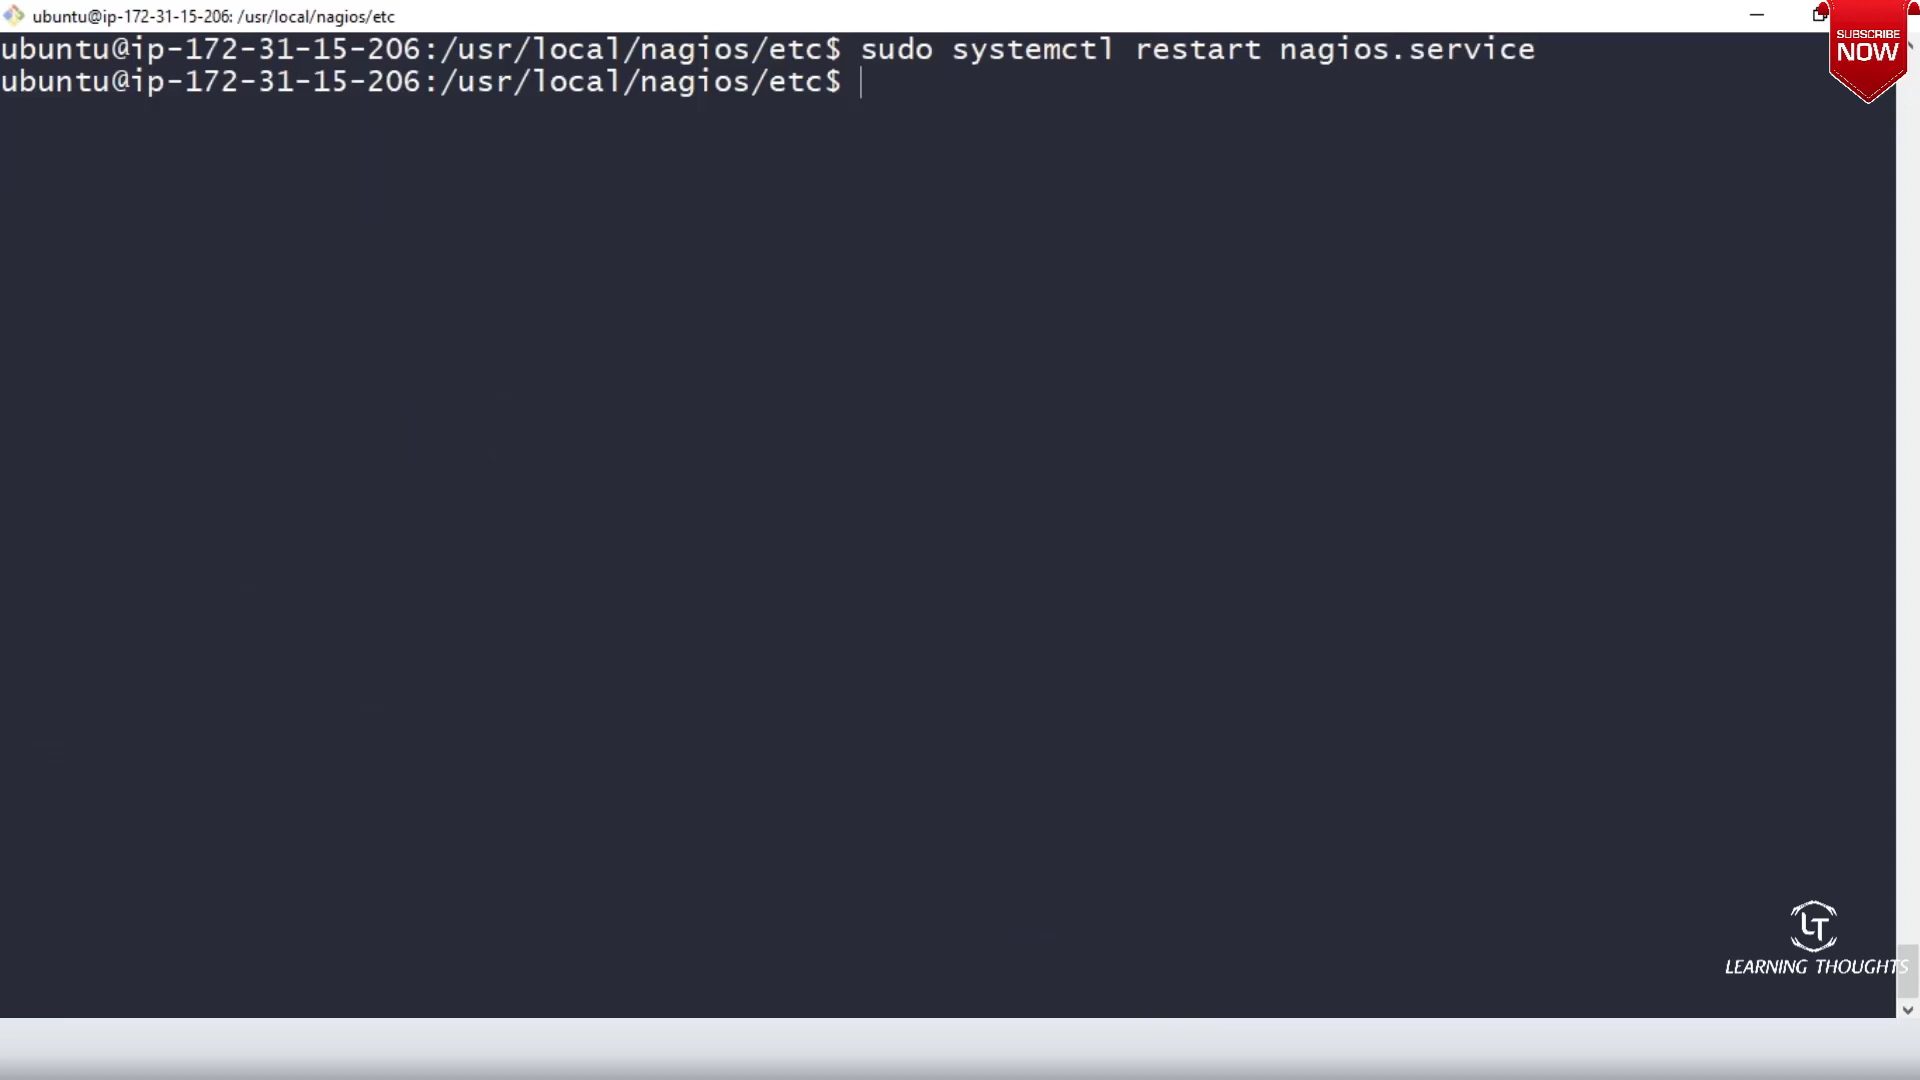 ubuntu@ip-172-31-15-206: /usr/local/nagios/etc
SUBSCRIBE
NOW
ubuntu@ip-172-31-15-206:/usr/local/nagios/etc$ sudo systemctl restart nagios.service
ubuntu@ip-172-31-15-206:/usr/local/nagios/etc$
LT
LEARNING THOUGHTS